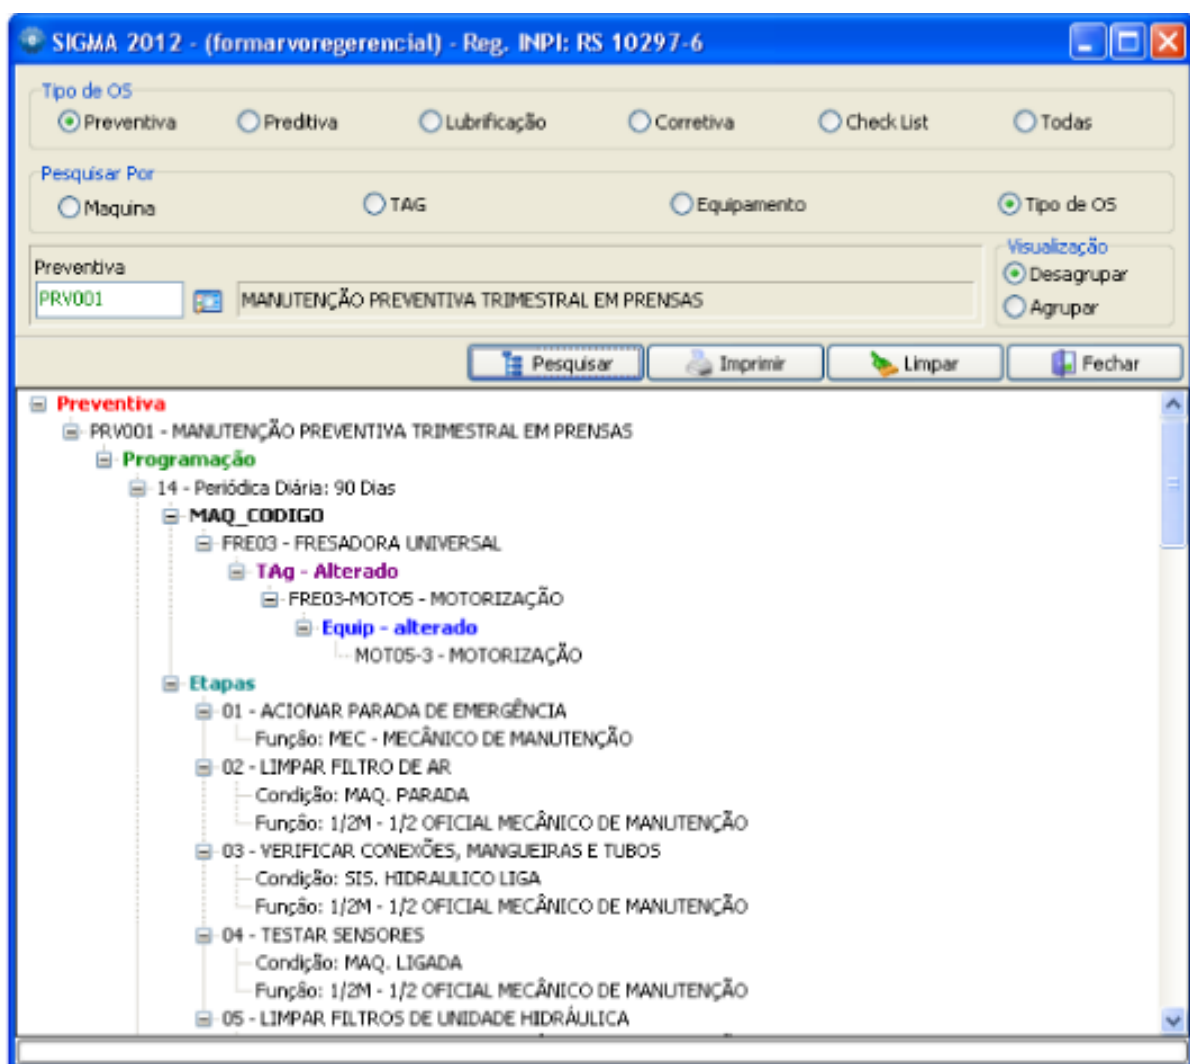 SIGMA 2012 - (formarvoregerencial) - Reg. INPI: RS 10297-6
Tipo de OS
Preventiva Preditiva Lubrificação Corretiva Check List Todas
Pesquisar Por
Maquina TAG Equipamento Tipo de OS
Visualização
Preventiva
Desagrupar
PRV001 MANUTENÇÃO PREVENTIVA TRIMESTRAL EM PRENSAS
Agrupar
Pesquisar Imprimir Limpar Fechar
Preventiva
PRV001 - MANUTENÇÃO PREVENTIVA TRIMESTRAL EM PRENSAS
Programação
14 - Periódica Diária: 90 Dias
MAQ_CODIGO
FRE03 - FRESADORA UNIVERSAL
TAg - Alterado
FRE03-MOTO5 - MOTORIZAÇÃO
Equip - alterado
MOT05-3 - MOTORIZAÇÃO
Etapas
01 - ACIONAR PARADA DE EMERGÊNCIA
Função: MEC - MECÂNICO DE MANUTENÇÃO
02 - LIMPAR FILTRO DE AR
Condição: MAQ. PARADA
Função: 1/2M - 1/2 OFICIAL MECÂNICO DE MANUTENÇÃO
03 - VERIFICAR CONEXÕES, MANGUEIRAS E TUBOS
Condição: SIS. HIDRAULICO LIGA
Função: 1/2M - 1/2 OFICIAL MECÂNICO DE MANUTENÇÃO
04 - TESTAR SENSORES
Condição: MAQ. LIGADA
Função: 1/2M - 1/2 OFICIAL MECÂNICO DE MANUTENÇÃO
05 - LIMPAR FILTROS DE UNIDADE HIDRÁULICA